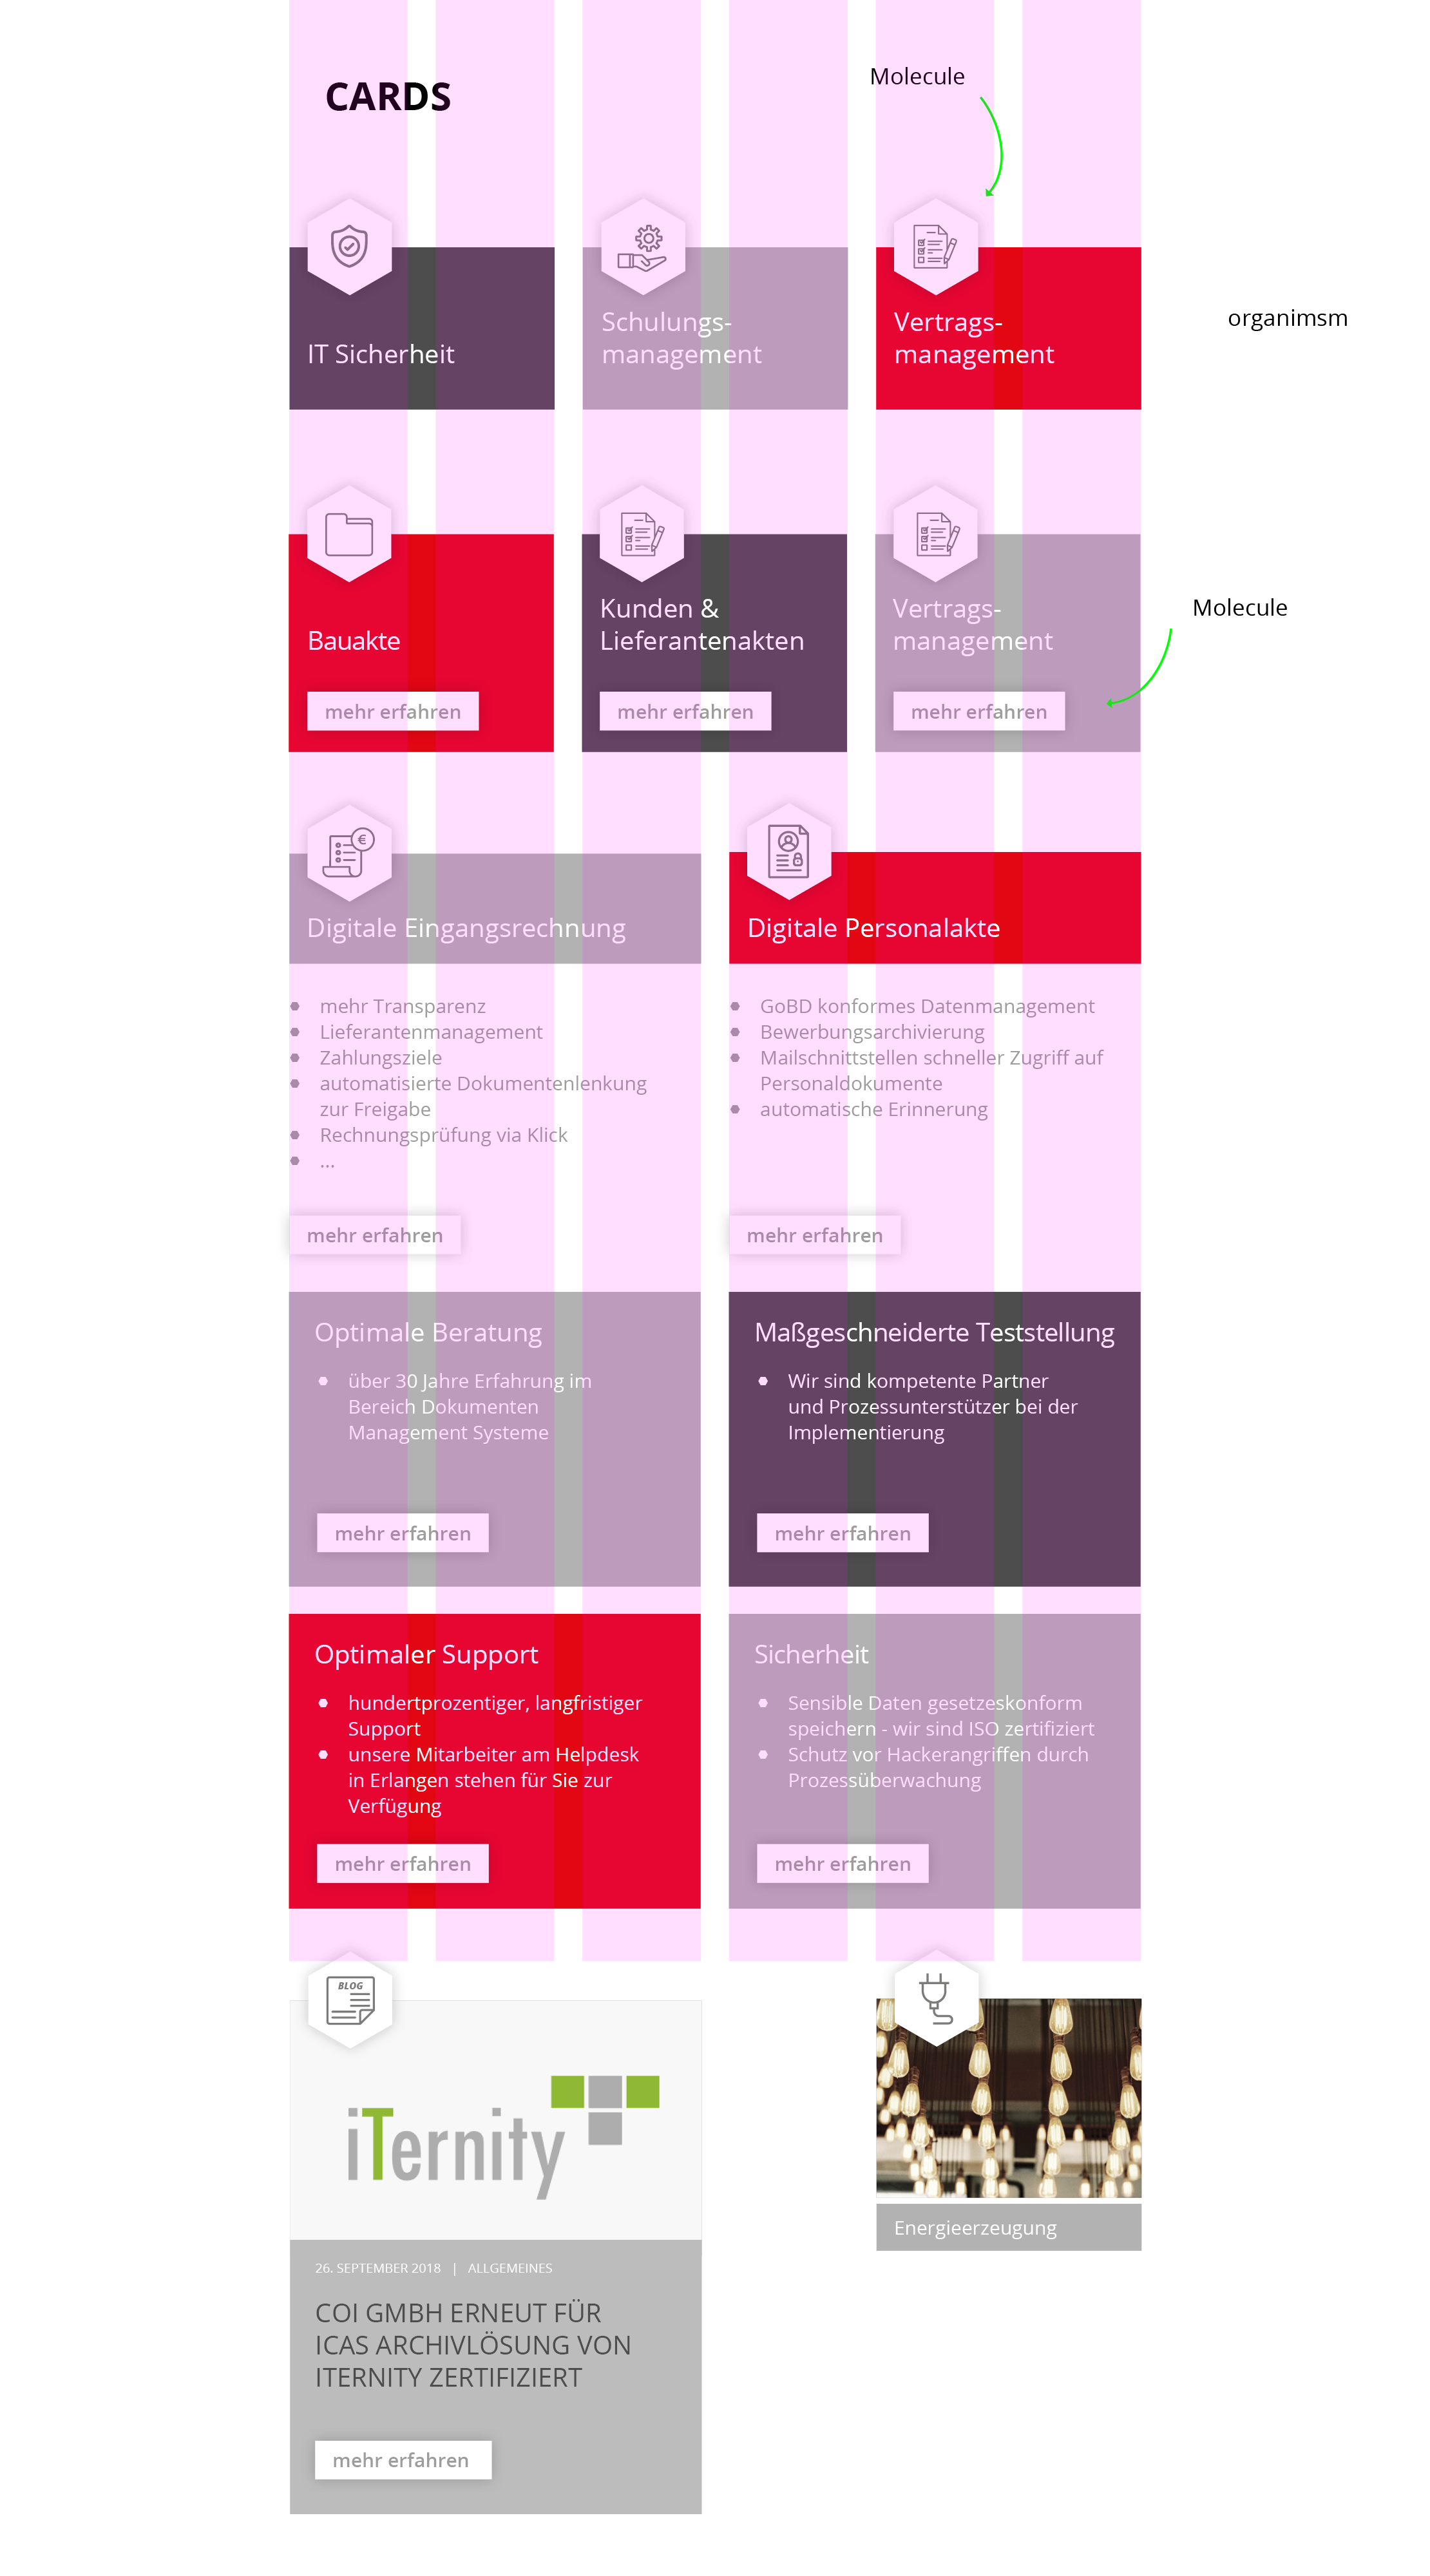 Molecule
CARDS
IT Sicherheit
Schulungs-
management
Vertrags-
management
organimsm
Bauakte
mehr erfahren
Kunden &
Lieferantenakten
mehr erfahren
Vertrags-
management
mehr erfahren
Molecule
€
Digitale Eingangsrechnung
mehr Transparenz
Lieferantenmanagement
Zahlungsziele
automatisierte Dokumentenlenkung
zur Freigabe
Rechnungsprüfung via Klick
...
mehr erfahren
Digitale Personalakte
GoBD konformes Datenmanagement
Bewerbungsarchivierung
Mailschnittstellen schneller Zugriff auf
Personaldokumente
automatische Erinnerung
mehr erfahren
Optimale Beratung
über 30 Jahre Erfahrung im
Bereich Dokumenten
Management Systeme
mehr erfahren
Maßgeschneiderte Teststellung
Wir sind kompetente Partner
und Prozessunterstützer bei der
Implementierung
mehr erfahren
Optimaler Support
hundertprozentiger, langfristiger
Support
unsere Mitarbeiter am Helpdesk
in Erlangen stehen für Sie zur
Verfügung
mehr erfahren
Sicherheit
Sensible Daten gesetzeskonform
speichern - wir sind ISO zertifiziert
Schutz vor Hackerangriffen durch
Prozessüberwachung
mehr erfahren
BLOG
iTernity
26. SEPTEMBER 2018 | ALLGEMEINES
COI GMBH ERNEUT FÜR
ICAS ARCHIVLÖSUNG VON
ITERNITY ZERTIFIZIERT
mehr erfahren
Energieerzeugung